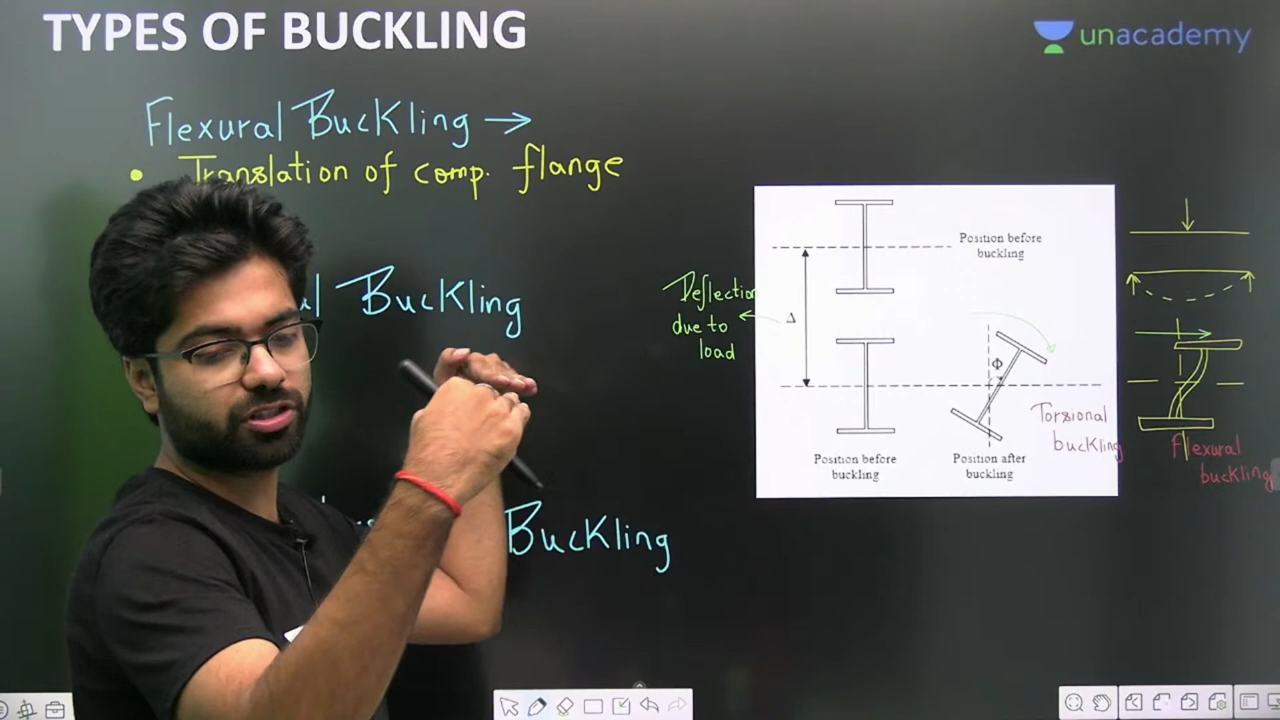 TYPES OF BUCKLING
unacademy
Flexural Buckling →
• Translation of comp. flange
Buckling
Buckling
Deflection
due to
load
Position before
buckling
Δ
Φ
Position before
buckling
Position after
buckling
Torsional
buckling
flexural
buckling